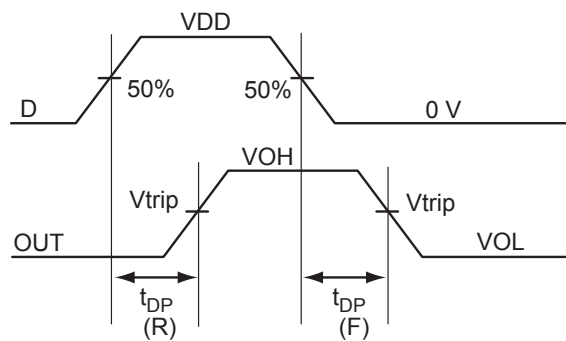 VDD
50%
50%
D
0 V
VOH
Vtrip
Vtrip
OUT
VOL
tDP
(R)
tDP
(F)